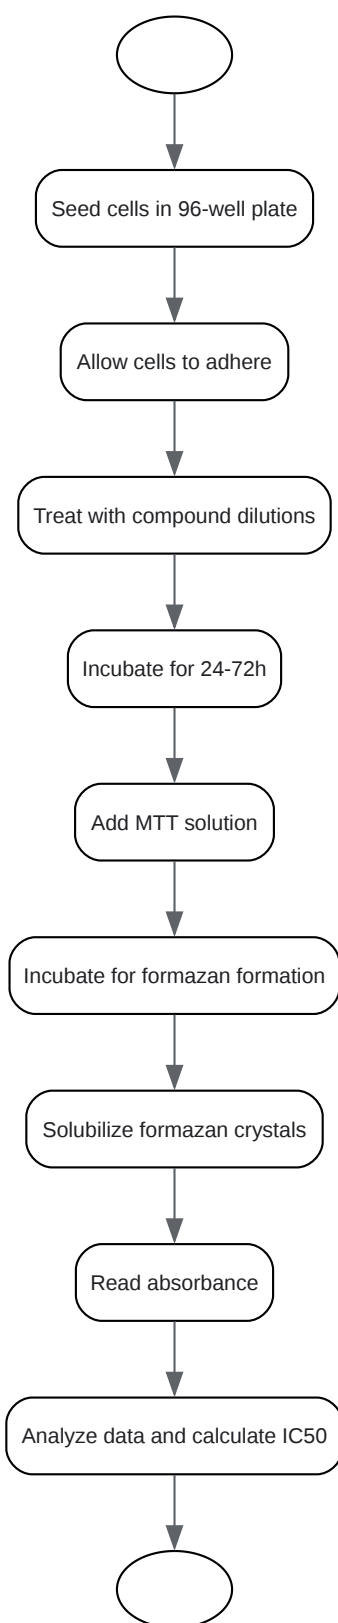 Seed cells in 96-well plate
Allow cells to adhere
Treat with compound dilutions
Incubate for 24-72h
Add MTT solution
Incubate for formazan formation
Solubilize formazan crystals
Read absorbance
Analyze data and calculate IC50